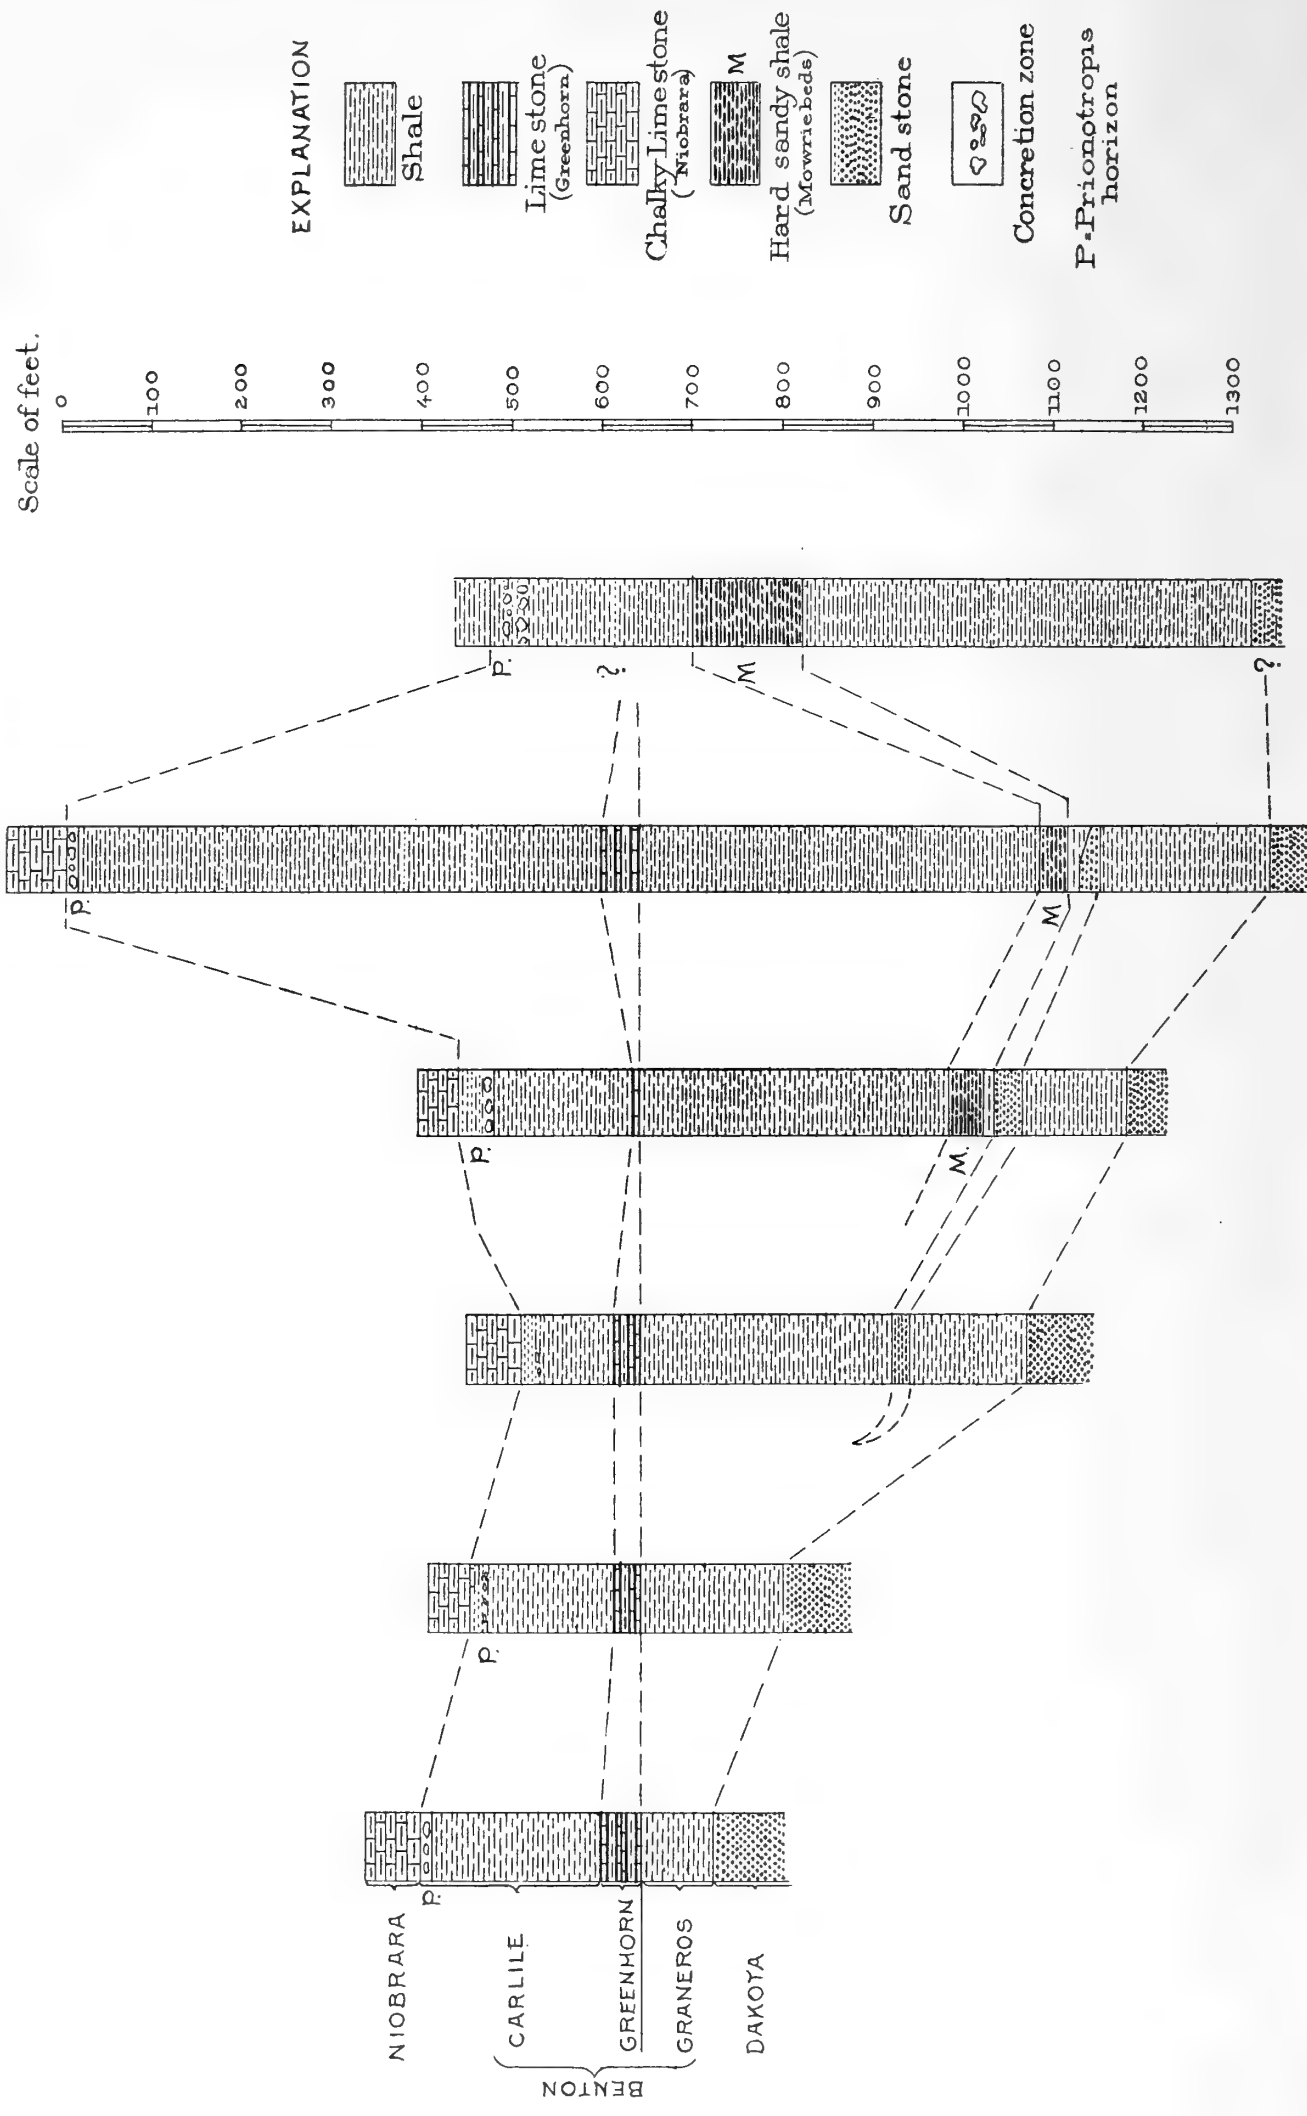 EXPLANATION
Shale
Lime stone
(Greenhorn)
Chalky Limestone
(Niobrara)
M
Hard sandy shale
(Mowriebeds)
Sand stone
Concretion zone
P=Prionotropis
horizon
Scale of feet.
0
100
200
300
400
500
600
700
800
900
1000
1100
1200
1300
P.
?
M
?
P.
M
P.
M.
P.
P.
NIOBRARA
CARLILE
GREENHORN
GRANEROS
DAKOTA
BENTON